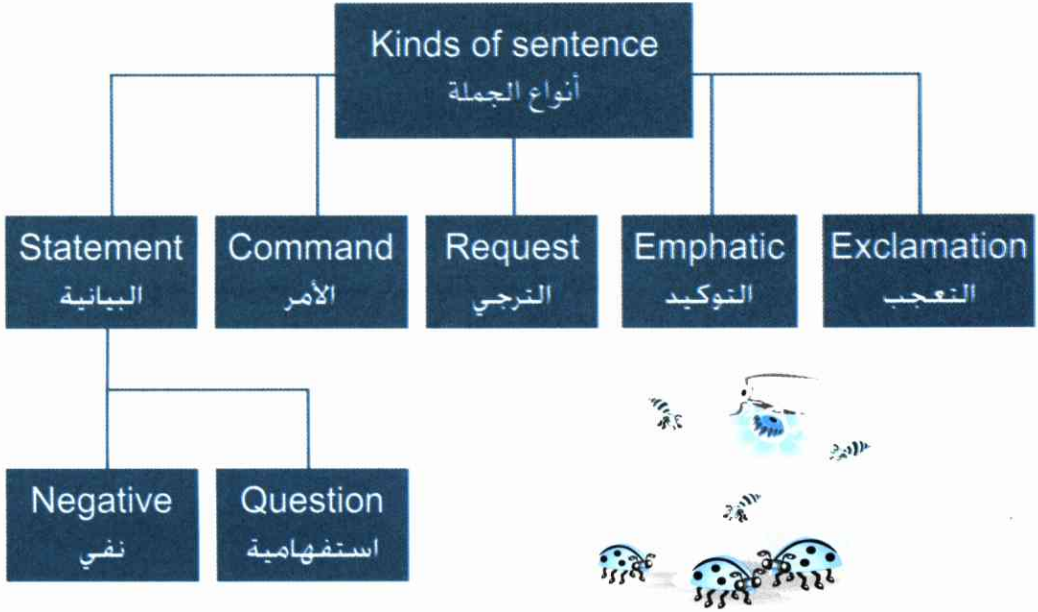 Kinds of sentence
أنواع الجملة
Statement
البيانية
Command
الأمر
Request
الترجي
Emphatic
التوكيد
Exclamation
التعجب
Negative
نفي
Question
استفهامية